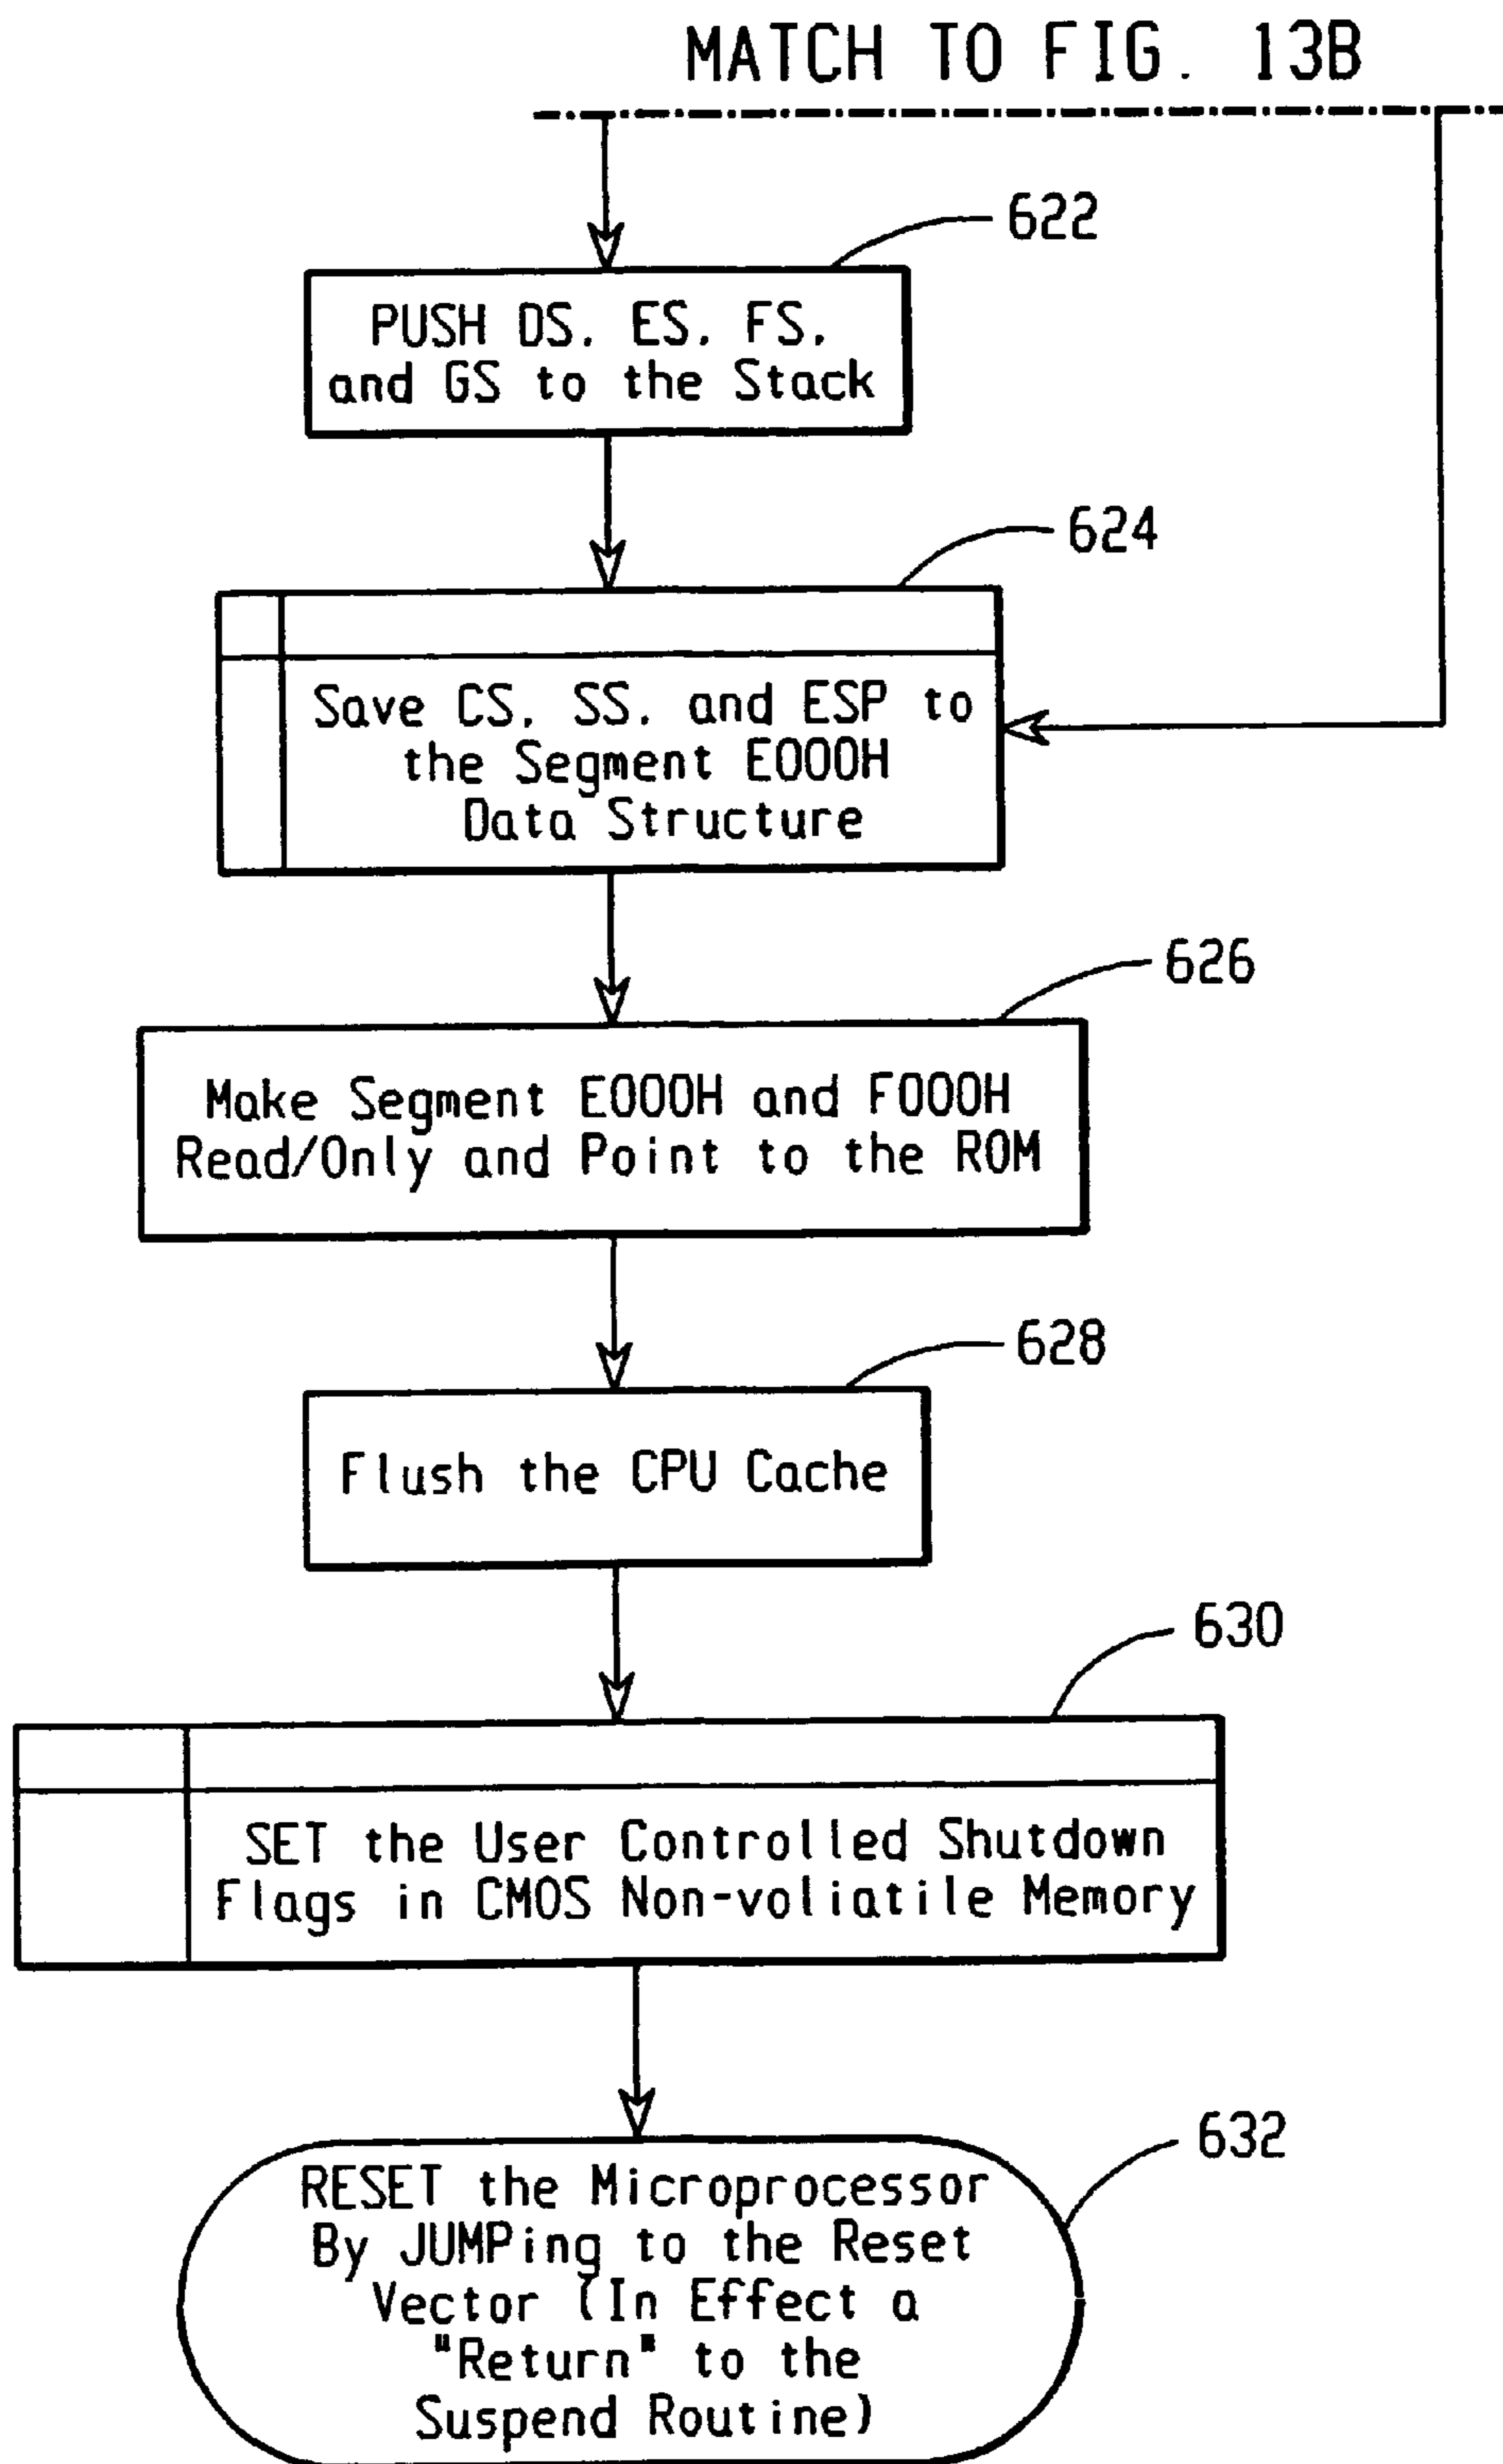 MATCH TO FIG. 13B
622
PUSH DS, ES, FS,
and GS to the Stack
624
Save CS, SS, and ESP to
the Segment E000H
Data Structure
626
Make Segment E000H and F000H
Read/Only and Point to the ROM
628
Flush the CPU Cache
630
SET the User Controlled Shutdown
Flags in CMOS Non-voliatile Memory
632
RESET the Microprocessor
By JUMPing to the Reset
Vector (In Effect a
"Return" to the
Suspend Routine)